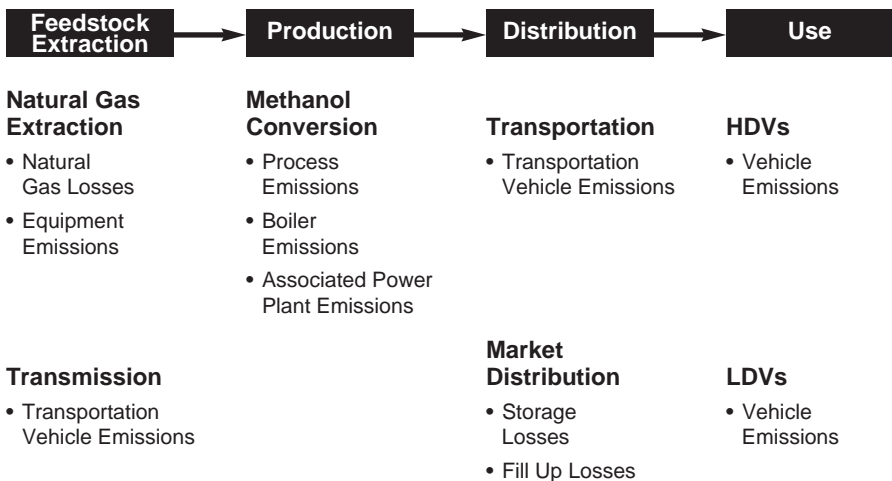 Feedstock
Extraction
Production
Distribution
Use
Natural Gas
Extraction
• Natural
Gas Losses
• Equipment
Emissions
Methanol
Conversion
• Process
Emissions
• Boiler
Emissions
• Associated Power
Plant Emissions
Transportation
• Transportation
Vehicle Emissions
HDVs
• Vehicle
Emissions
Transmission
• Transportation
Vehicle Emissions
Market
Distribution
• Storage
Losses
• Fill Up Losses
LDVs
• Vehicle
Emissions